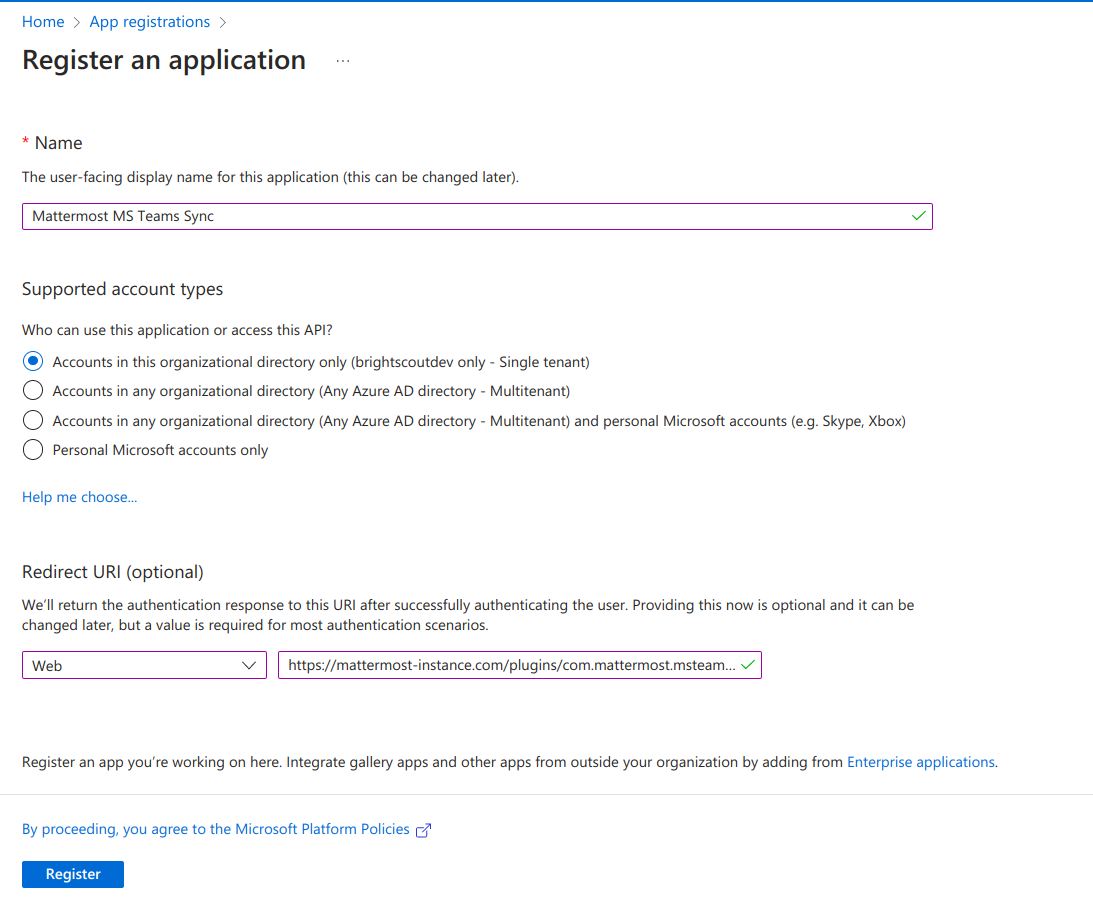 Home > App registrations >
Register an application ...
* Name
The user-facing display name for this application (this can be changed later).
Mattermost MS Teams Sync
Supported account types
Who can use this application or access this API?
Accounts in this organizational directory only (brightscoutdev only - Single tenant)
Accounts in any organizational directory (Any Azure AD directory - Multitenant)
Accounts in any organizational directory (Any Azure AD directory - Multitenant) and personal Microsoft accounts (e.g. Skype, Xbox)
Personal Microsoft accounts only
Help me choose...
Redirect URI (optional)
We’ll return the authentication response to this URI after successfully authenticating the user. Providing this now is optional and it can be
changed later, but a value is required for most authentication scenarios.
Web https://mattermost-instance.com/plugins/com.mattermost.msteam...
Register an app you’re working on here. Integrate gallery apps and other apps from outside your organization by adding from Enterprise applications.
By proceeding, you agree to the Microsoft Platform Policies
Register